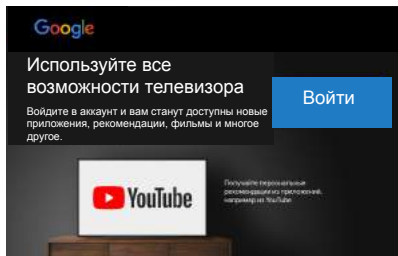 Google
Используйте все
возможности телевизора
Войдите в аккаунт и вам станут доступны новые
приложения, рекомендации, фильмы и многое
другое.
Войти
YouTube
Получайте персональные
рекомендации из приложений,
например из YouTube